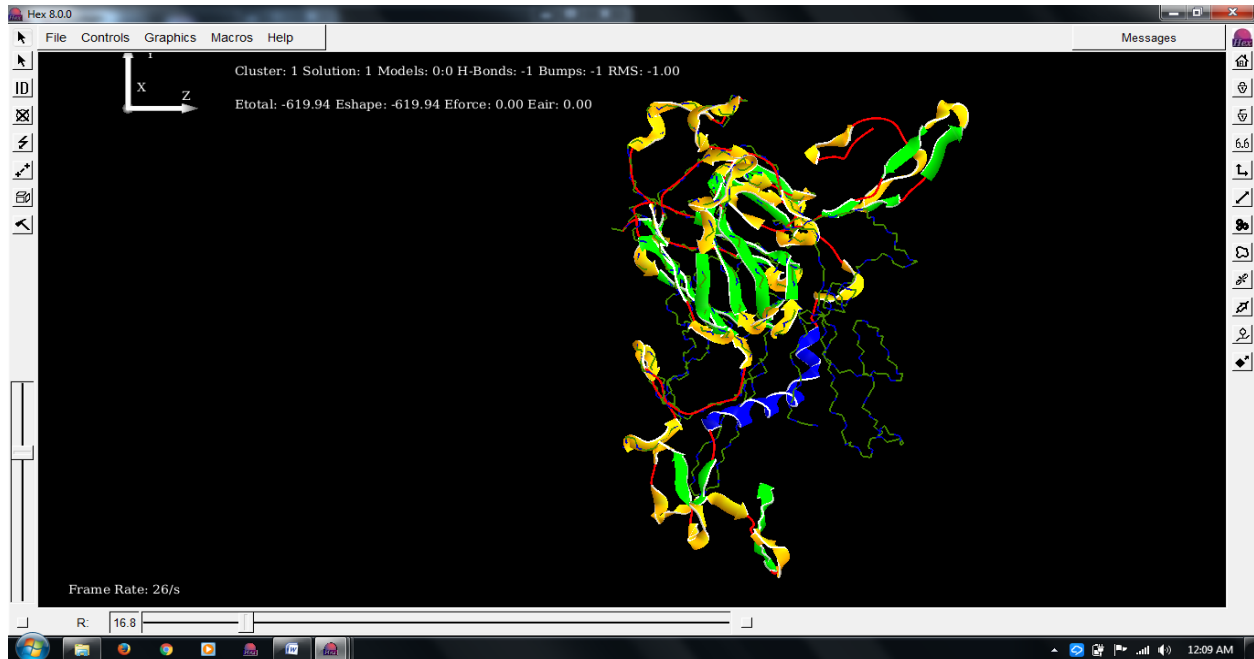 Hex 8.0.0
File Controls Graphics Macros Help Messages
Hex
ID
X
Z
Cluster: 1 Solution: 1 Models: 0:0 H-Bonds: -1 Bumps: -1 RMS: -1.00
Etotal: -619.94 Eshape: -619.94 Eforce: 0.00 Eair: 0.00
6.6
Frame Rate: 26/s
R: 16.8
12:09 AM